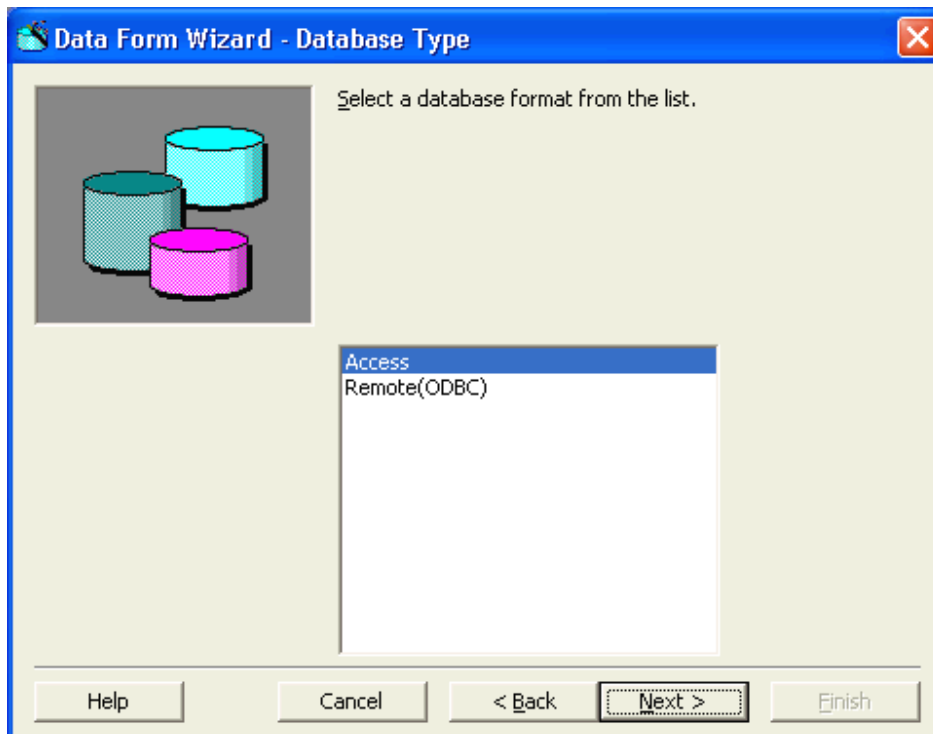 Data Form Wizard - Database Type
Select a database format from the list.
Access
Remote(ODBC)
Help
Cancel
< Back
Next >
Finish